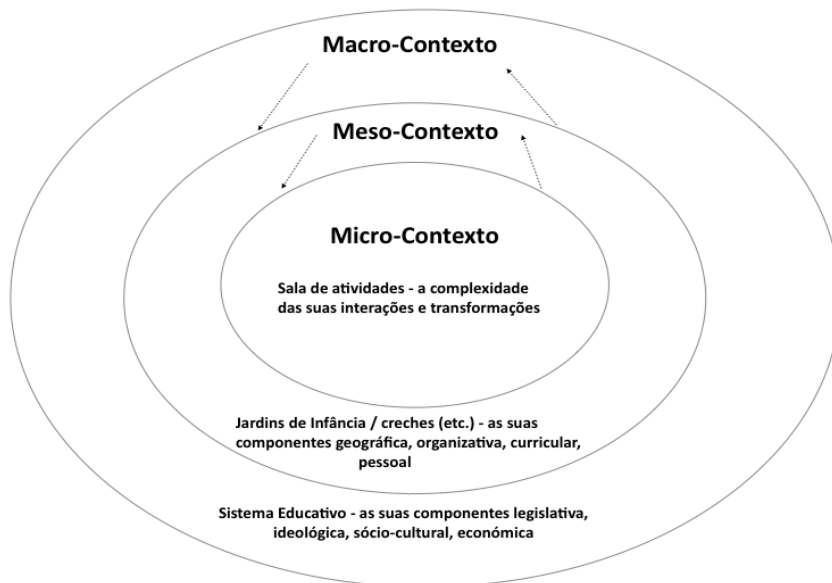 Macro-Contexto
Meso-Contexto
Micro-Contexto
Sala de atividades - a complexidade
das suas interações e transformações
Jardins de Infância / creches (etc.) - as suas
componentes geográfica, organizativa, curricular,
pessoal
Sistema Educativo - as suas componentes legislativa,
ideológica, sócio-cultural, económica